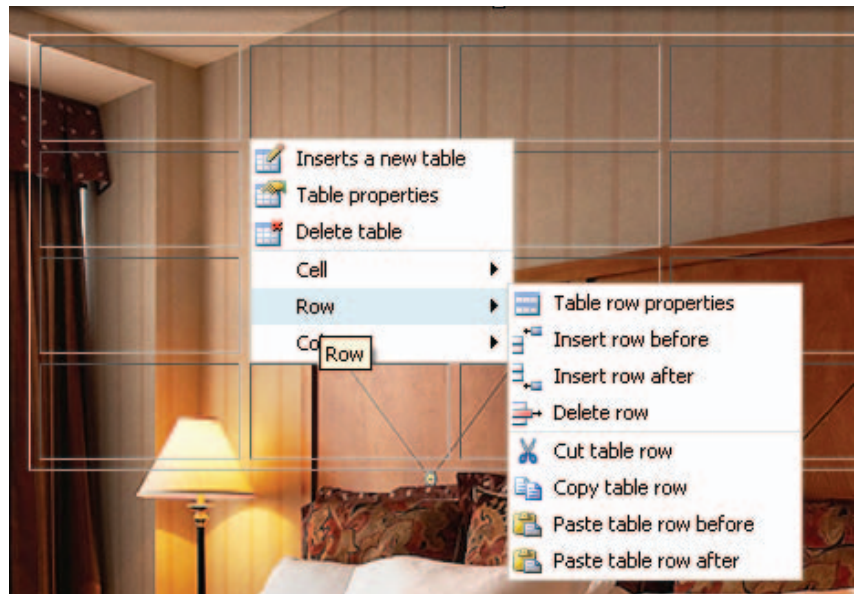 Inserts a new table
Table properties
Delete table
Cell
Row
Row
Table row properties
Insert row before
Insert row after
Delete row
Cut table row
Copy table row
Paste table row before
Paste table row after